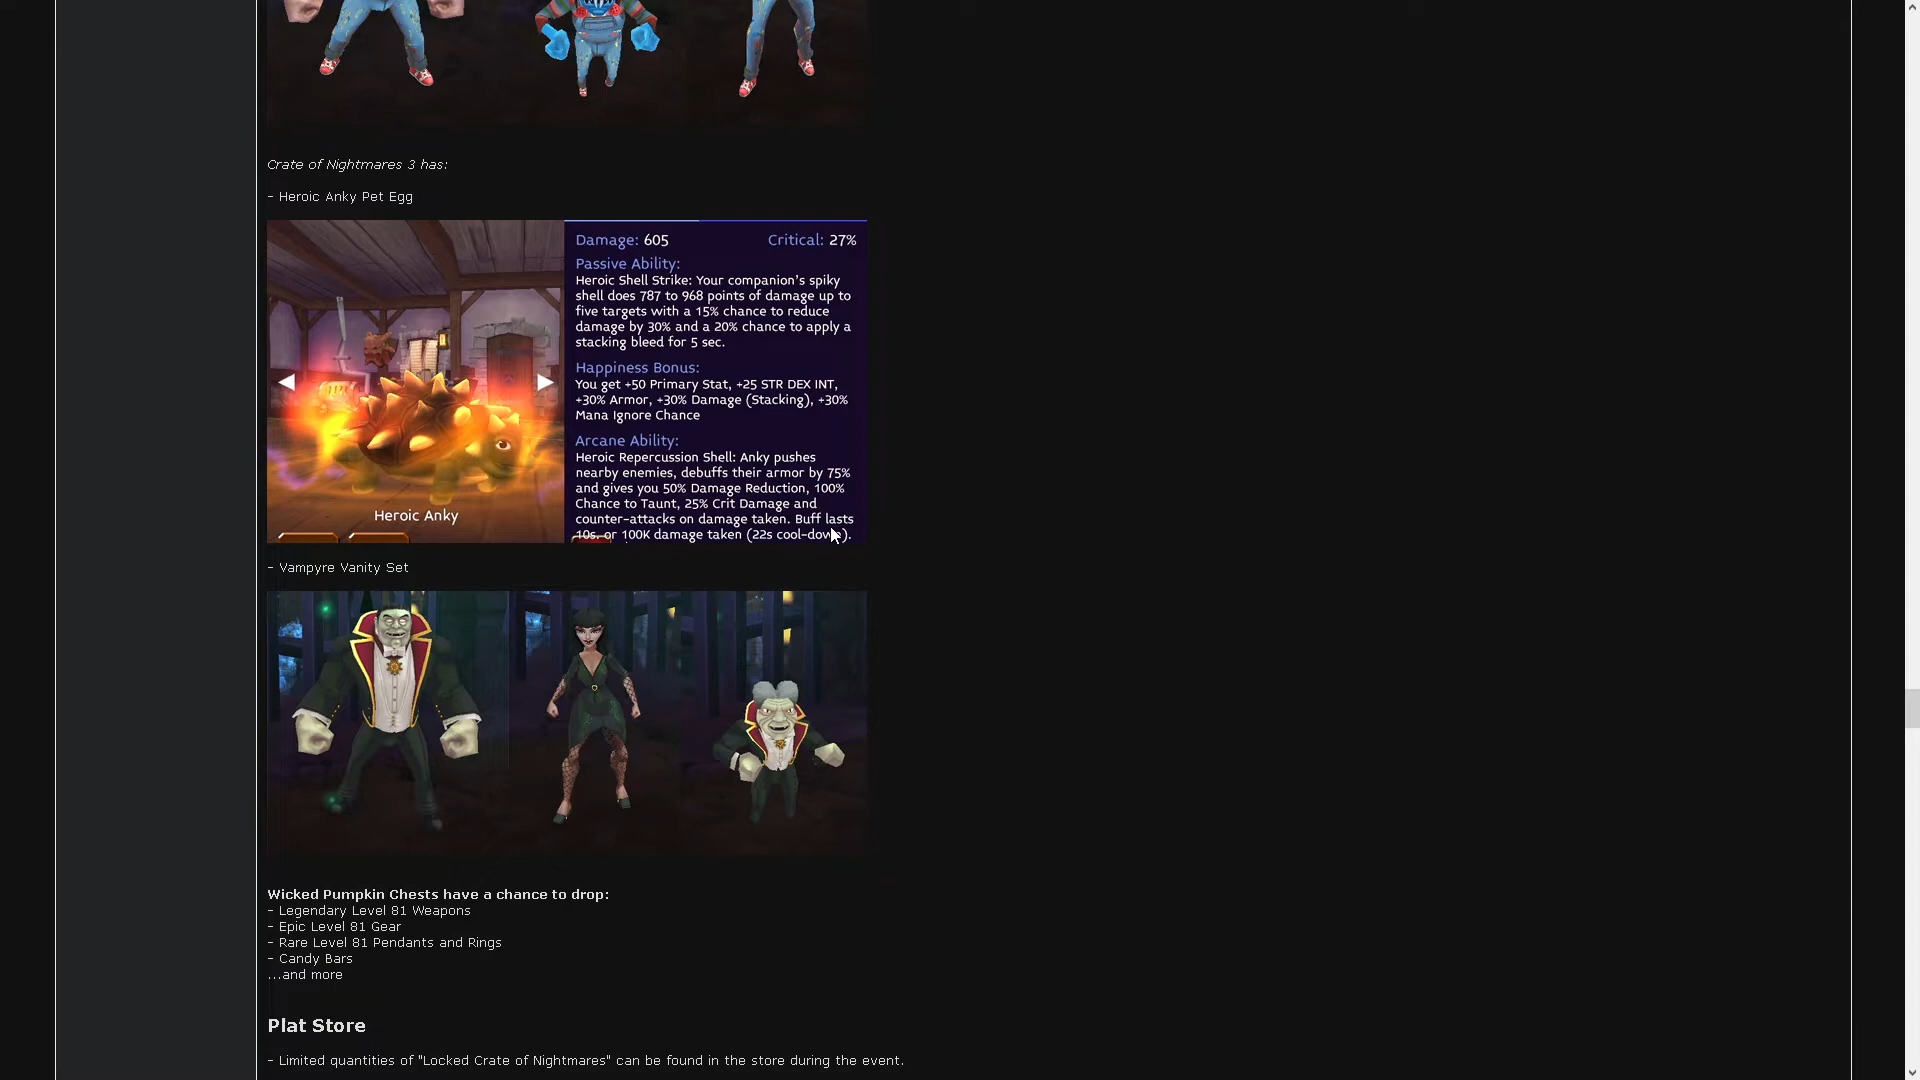 Crate of Nightmares 3 has:
- Heroic Anky Pet Egg
Damage: 605 Critical: 27%
Passive Ability:
Heroic Shell Strike: Your companion's spiky
shell does 787 to 968 points of damage up to
five targets with a 15% chance to reduce
damage by 30% and a 20% chance to apply a
stacking bleed for 5 sec.
Happiness Bonus:
You get +50 Primary Stat, +25 STR DEX INT,
+30% Armor, +30% Damage (Stacking), +30%
Mana Ignore Chance
Arcane Ability:
Heroic Repercussion Shell: Anky pushes
nearby enemies, debuffs their armor by 75%
and gives you 50% Damage Reduction, 100%
Chance to Taunt, 25% Crit Damage and
counter-attacks on damage taken. Buff lasts
10s. or 100K damage taken (22s cool-down).
Heroic Anky
- Vampyre Vanity Set
Wicked Pumpkin Chests have a chance to drop:
- Legendary Level 81 Weapons
- Epic Level 81 Gear
- Rare Level 81 Pendants and Rings
- Candy Bars
...and more
Plat Store
- Limited quantities of "Locked Crate of Nightmares" can be found in the store during the event.